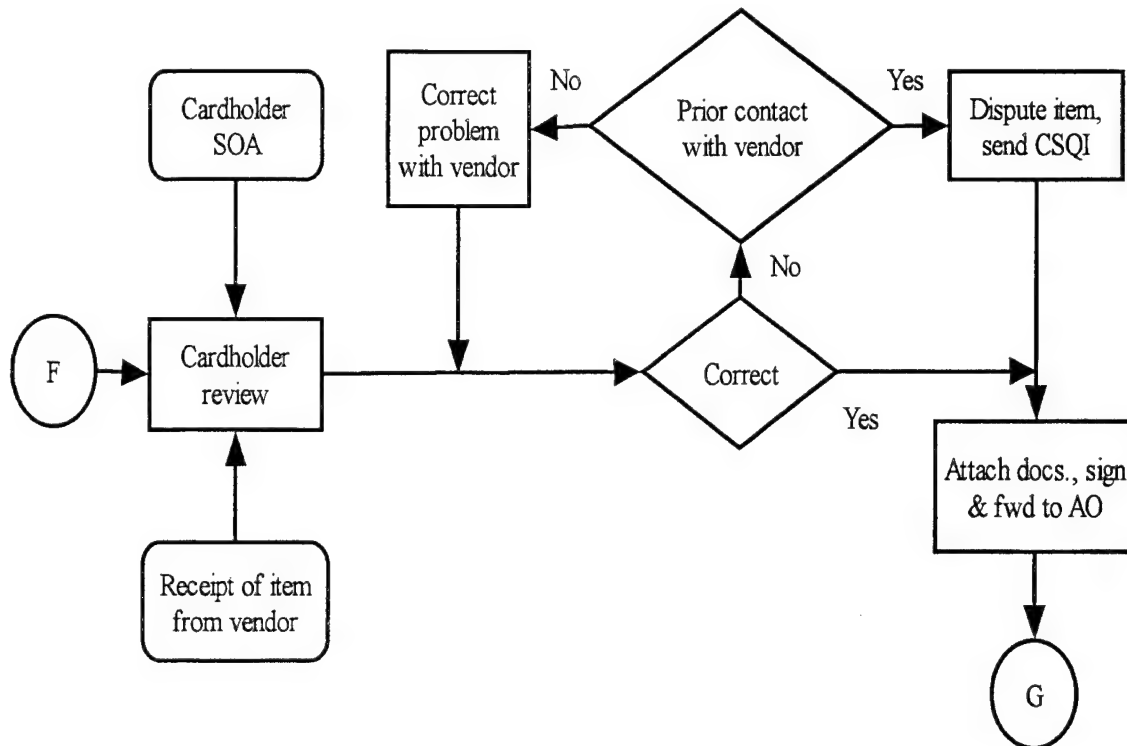 Cardholder
SOA
Correct
problem
with vendor
No
Prior contact
with vendor
Yes
Dispute item,
send CSQI
No
F
Cardholder
review
Correct
Yes
Attach docs., sign
& fwd to AO
Receipt of item
from vendor
G